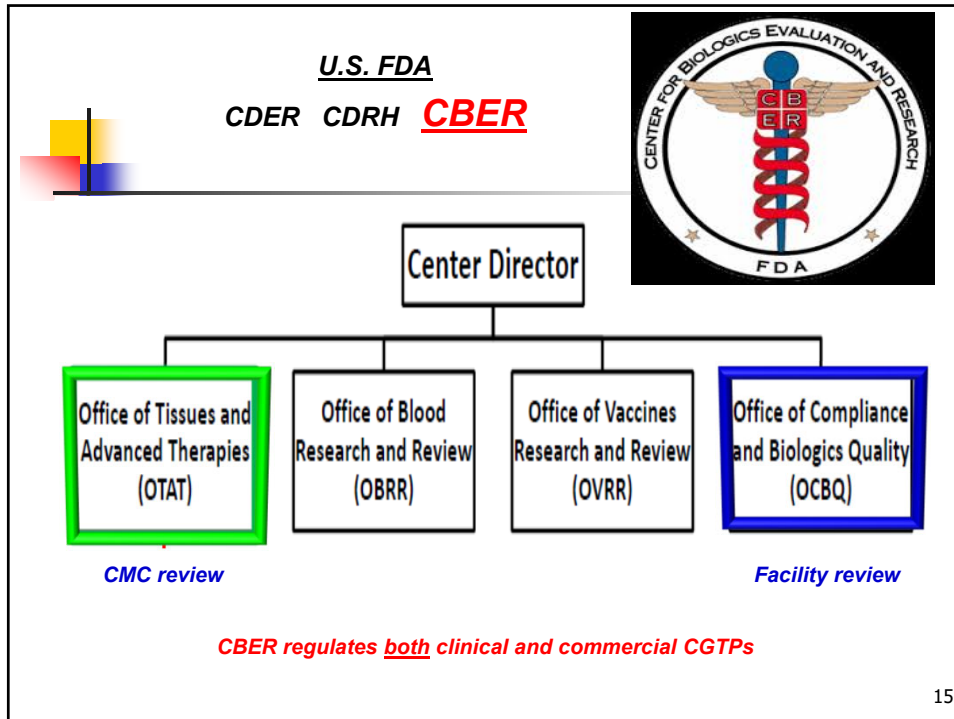 U.S. FDA
CDER CDRH CBER
CENTER FOR BIOLOGICS EVALUATION AND RESEARCH
C B
E R
FDA
Center Director
Office of Tissues and
Advanced Therapies
(OTAT)
Office of Blood
Research and Review
(OBRR)
Office of Vaccines
Research and Review
(OVRR)
Office of Compliance
and Biologics Quality
(OCBQ)
CMC review
Facility review
CBER regulates both clinical and commercial CGTPs
15